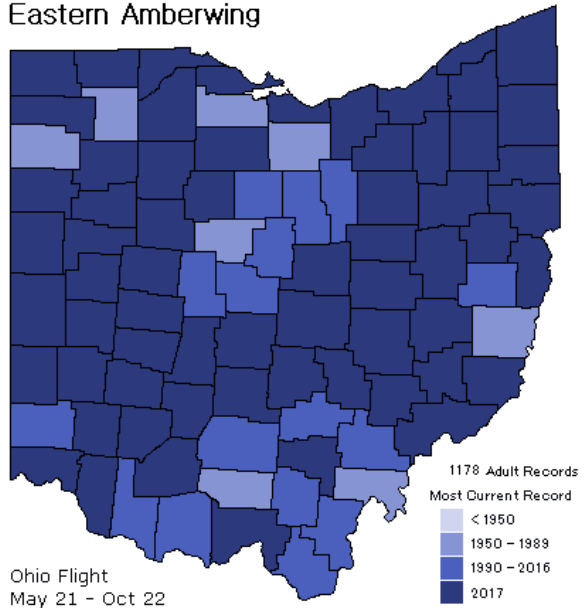 Eastern Amberwing
1178 Adult Records
Most Current Record
< 1950
1950 – 1989
1990 – 2016
2017
Ohio Flight
May 21 - Oct 22